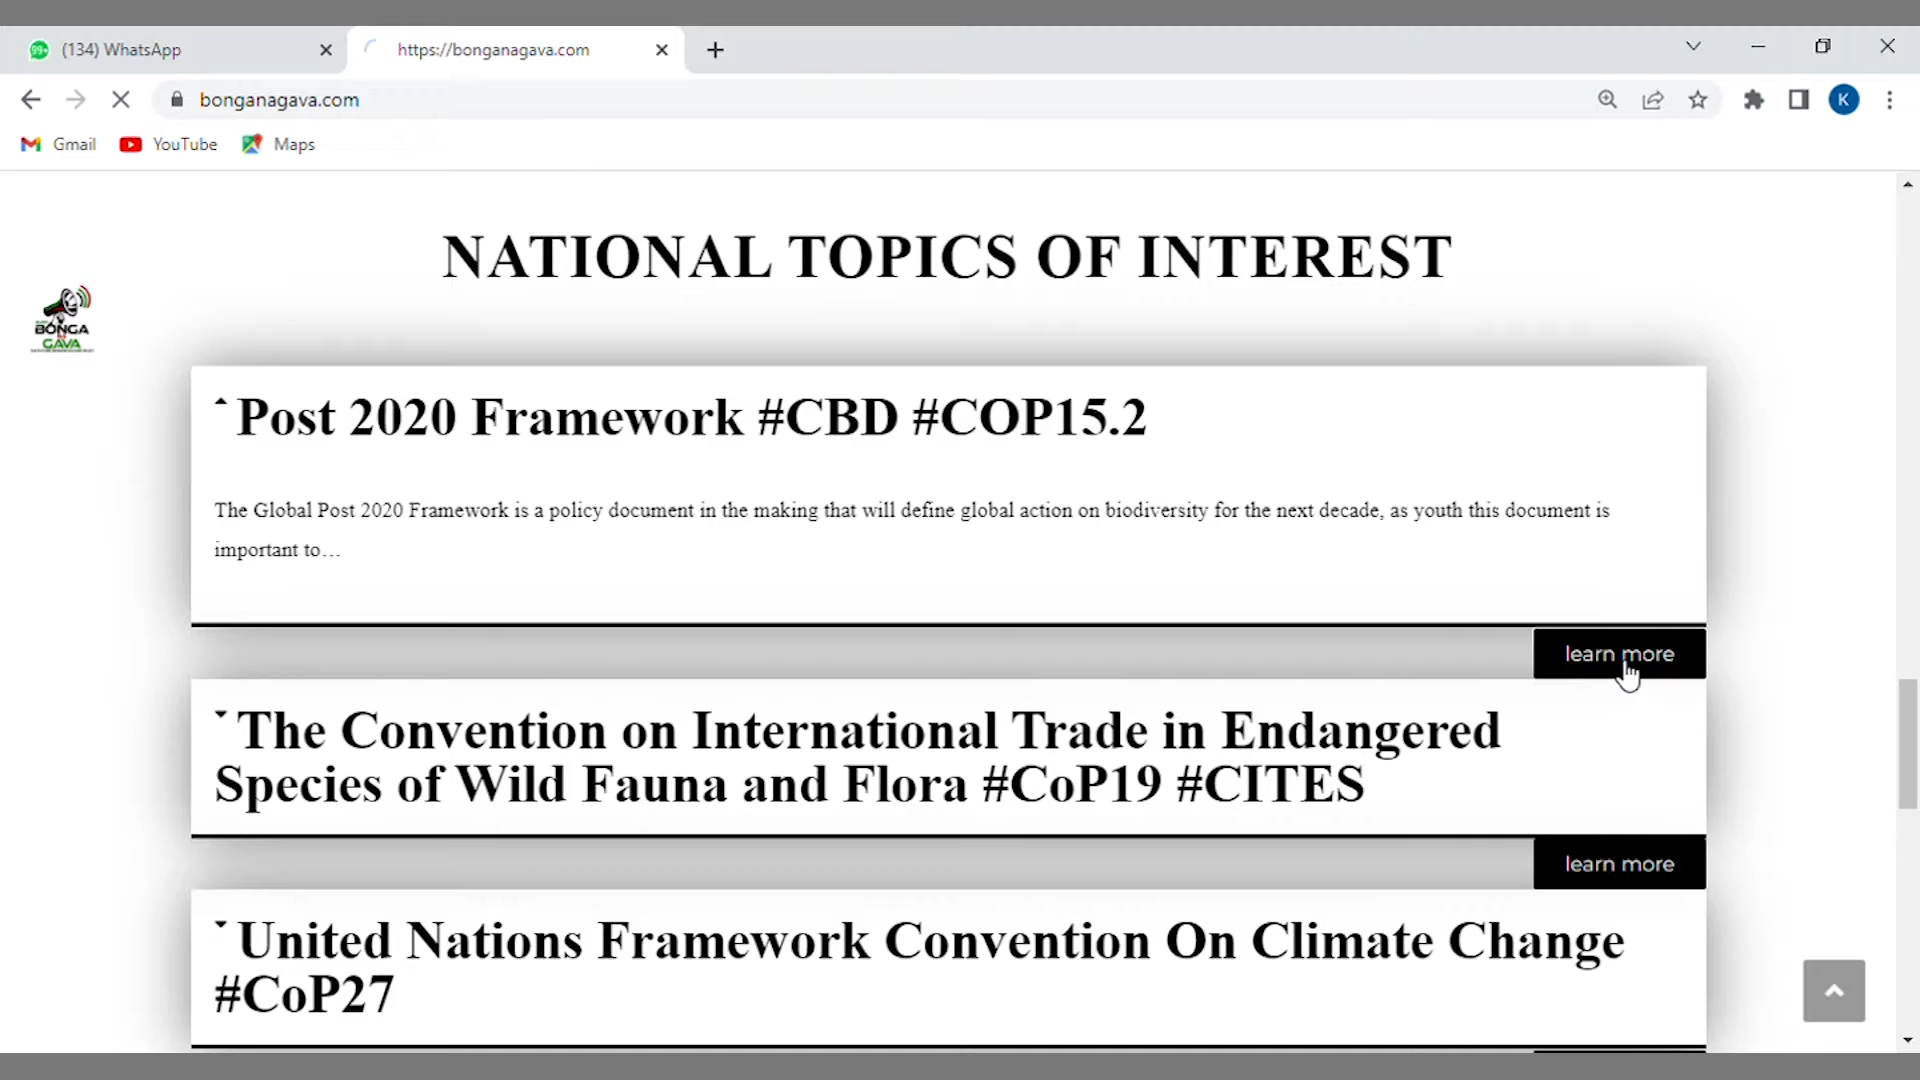 99+ (134) WhatsApp
https://bonganagava.com
bonganagava.com
K
Gmail
YouTube
Maps
NATIONAL TOPICS OF INTEREST
BONGA
GAVA
Post 2020 Framework #CBD #COP15.2
The Global Post 2020 Framework is a policy document in the making that will define global action on biodiversity for the next decade, as youth this document is
important to...
learn more
The Convention on International Trade in Endangered
Species of Wild Fauna and Flora #CoP19 #CITES
learn more
United Nations Framework Convention On Climate Change
#CoP27